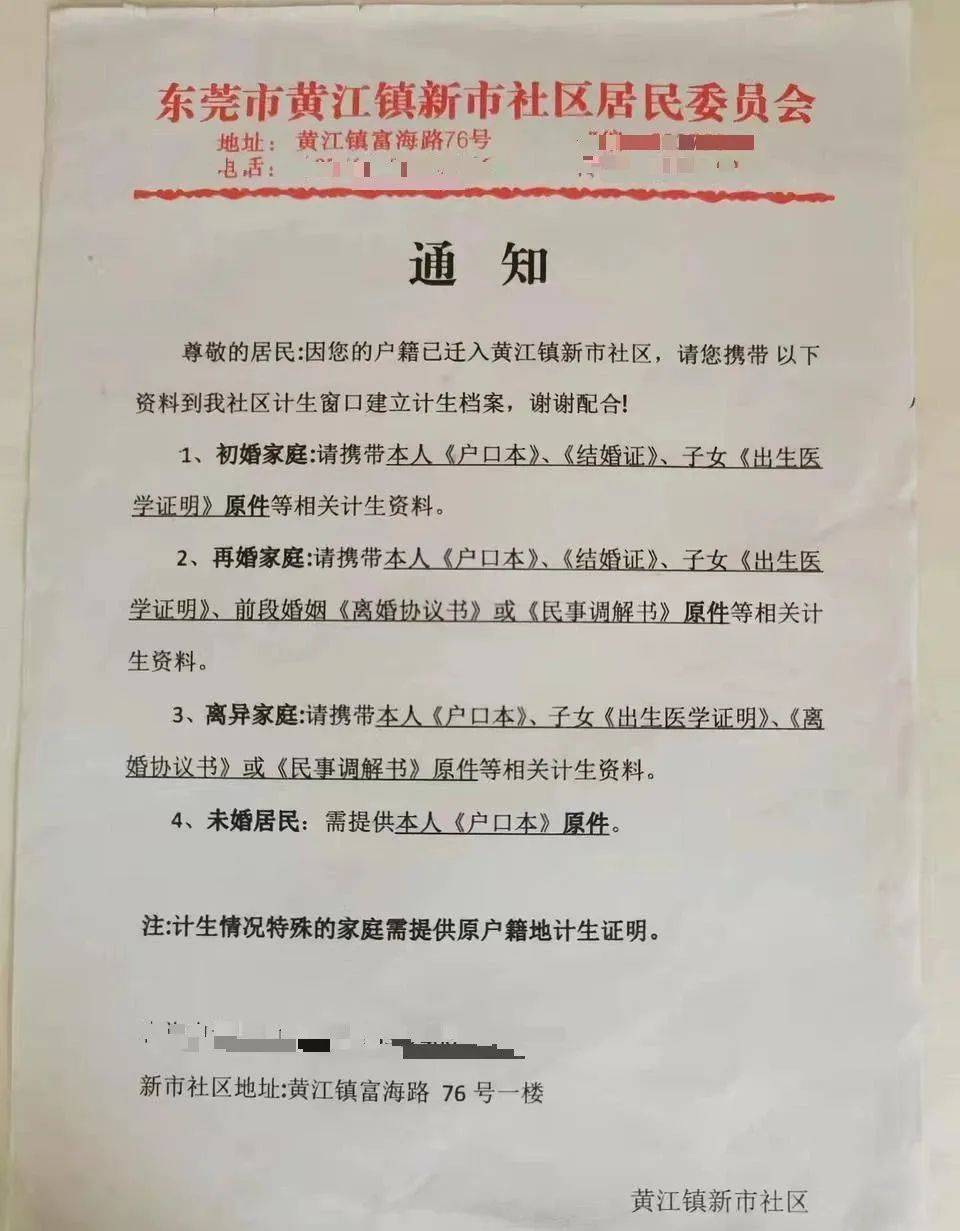 东莞市黄江镇新市社区居民委员会
地址：黄江镇富海路76号
电话：
通知
尊敬的居民:因您的户籍已迁入黄江镇新市社区，请您携带 以下
资料到我社区计生窗口建立计生档案，谢谢配合!
1、初婚家庭:请携带本人《户口本》、《结婚证》、子女《出生医
学证明》原件等相关计生资料。
2、再婚家庭:请携带本人《户口本》、《结婚证》、子女《出生医
学证明》、前段婚姻《离婚协议书》或《民事调解书》原件等相关计
生资料。
3、离异家庭:请携带本人《户口本》、子女《出生医学证明》、《离
婚协议书》或《民事调解书》原件等相关计生资料。
4、未婚居民：需提供本人《户口本》原件。
注:计生情况特殊的家庭需提供原户籍地计生证明。
新市社区地址:黄江镇富海路 76 号一楼
黄江镇新市社区